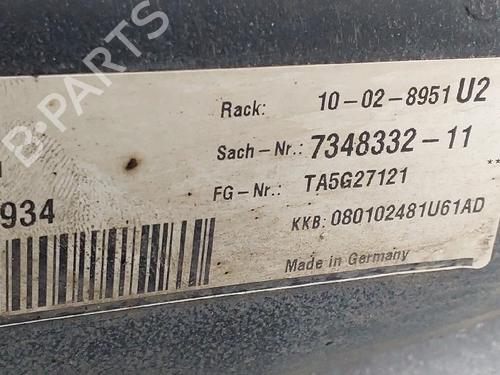 Rack: 10-02-8951 U2
Sach-Nr.: 7348332-11
FG-Nr.: TA5G27121
934
KKB: 080102481U61AD
Made in Germany
B-PARTS